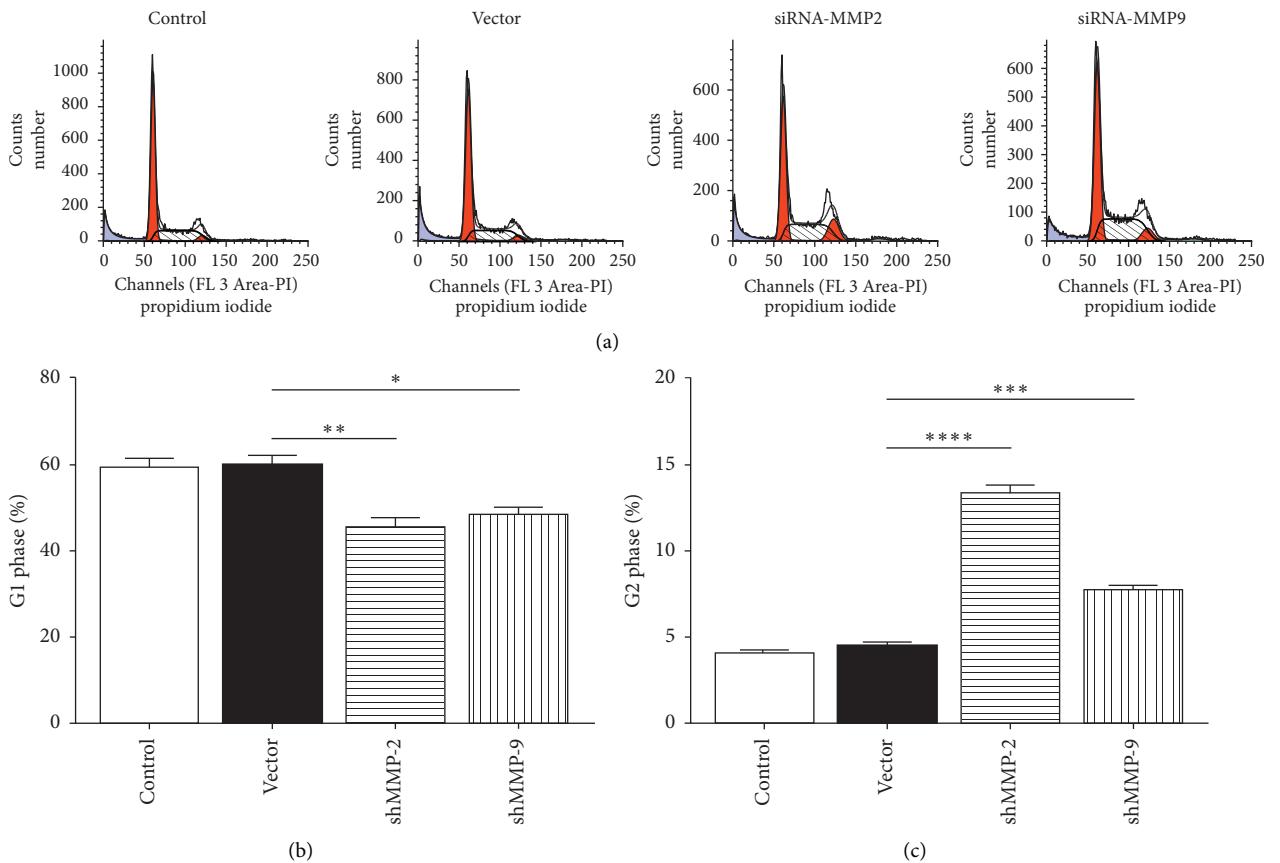 Control
Vector
siRNA-MMP2
siRNA-MMP9
Counts
number
1000
800
600
400
200
0
0 50 100 150 200 250
Channels (FL 3 Area-PI)
propidium iodide
Counts
number
800
600
400
200
0
0 50 100 150 200 250
Channels (FL 3 Area-PI)
propidium iodide
Counts
number
600
400
200
0
0 50 100 150 200 250
Channels (FL 3 Area-PI)
propidium iodide
Counts
number
600
500
400
300
200
100
0
0 50 100 150 200 250
Channels (FL 3 Area-PI)
propidium iodide
(a)
G1 phase (%)
80
60
40
20
0
*
**
Control
Vector
shMMP-2
shMMP-9
(b)
G2 phase (%)
20
15
10
5
0
***
****
Control
Vector
shMMP-2
shMMP-9
(c)